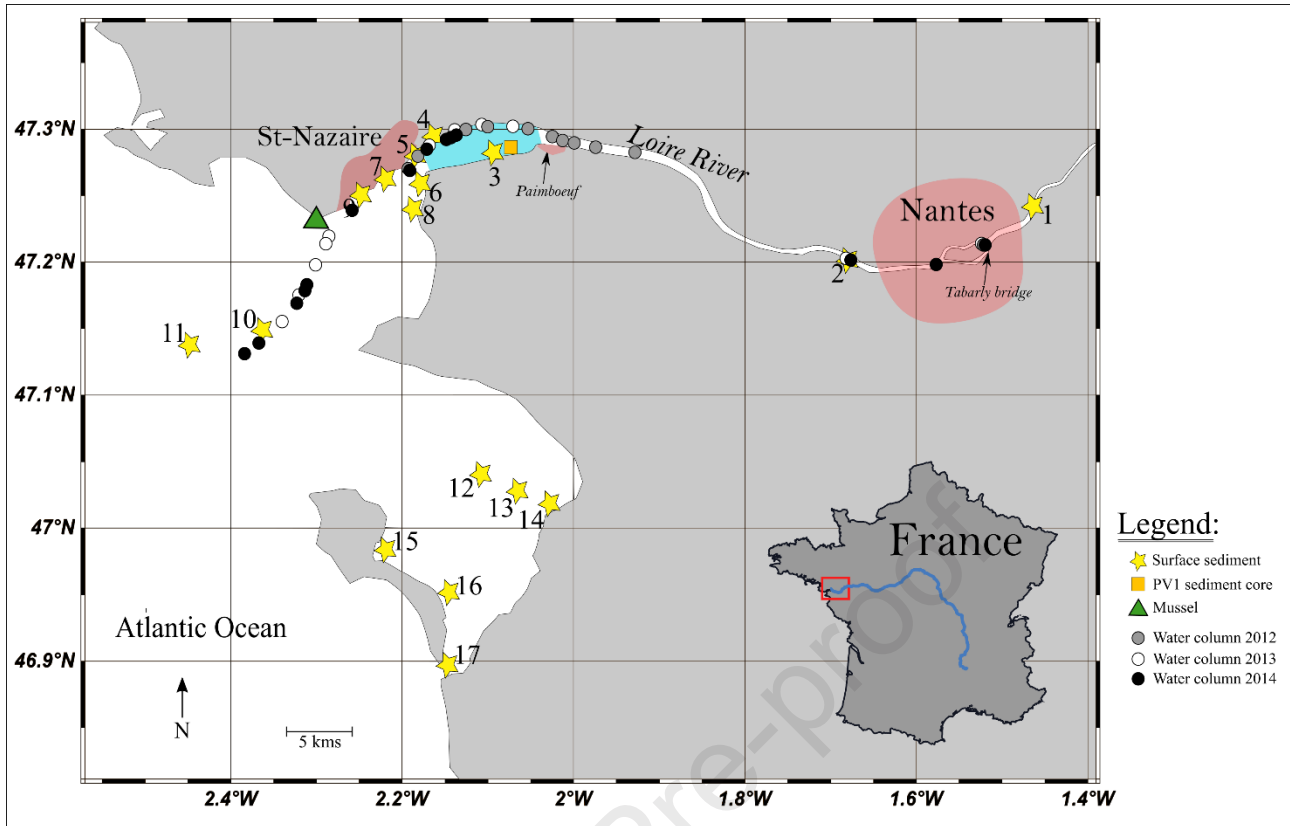 47.3°N
47.2°N
47.1°N
47°N
46.9°N
2.4°W
2.2°W
2°W
1.8°W
1.6°W
1.4°W
St-Nazaire
4
5
7
9
6
8
3
Paimboeuf
Loire River
Nantes
1
2
Tabarly bridge
10
11
12
13
14
15
16
17
Atlantic Ocean
N
5 kms
France
Legend:
Surface sediment
PV1 sediment core
Mussel
Water column 2012
Water column 2013
Water column 2014
Pre-proof